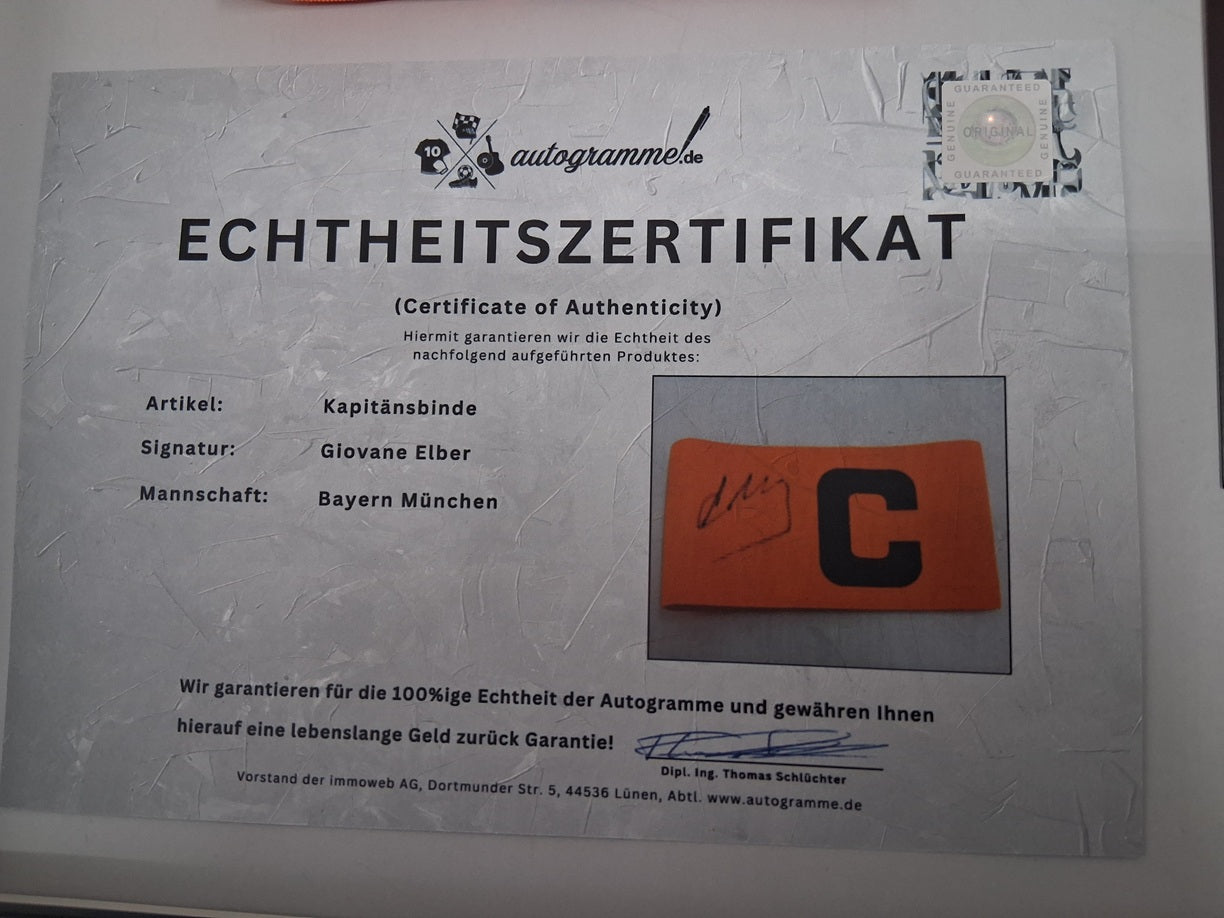 10
autogramme.de
GUARANTEED
GENUINE ORIGINAL GENUINE
GUARANTEED
ECHTHEITSZERTIFIKAT
(Certificate of Authenticity)
Hiermit garantieren wir die Echtheit des
nachfolgend aufgeführten Produktes:
Artikel: Kapitänsbinde
Signatur: Giovane Elber
Mannschaft: Bayern München
C
Wir garantieren für die 100%ige Echtheit der Autogramme und gewähren Ihnen
hierauf eine lebenslange Geld zurück Garantie!
Dipl. Ing. Thomas Schlüchter
Vorstand der immoweb AG, Dortmunder Str. 5, 44536 Lünen, Abtl. www.autogramme.de